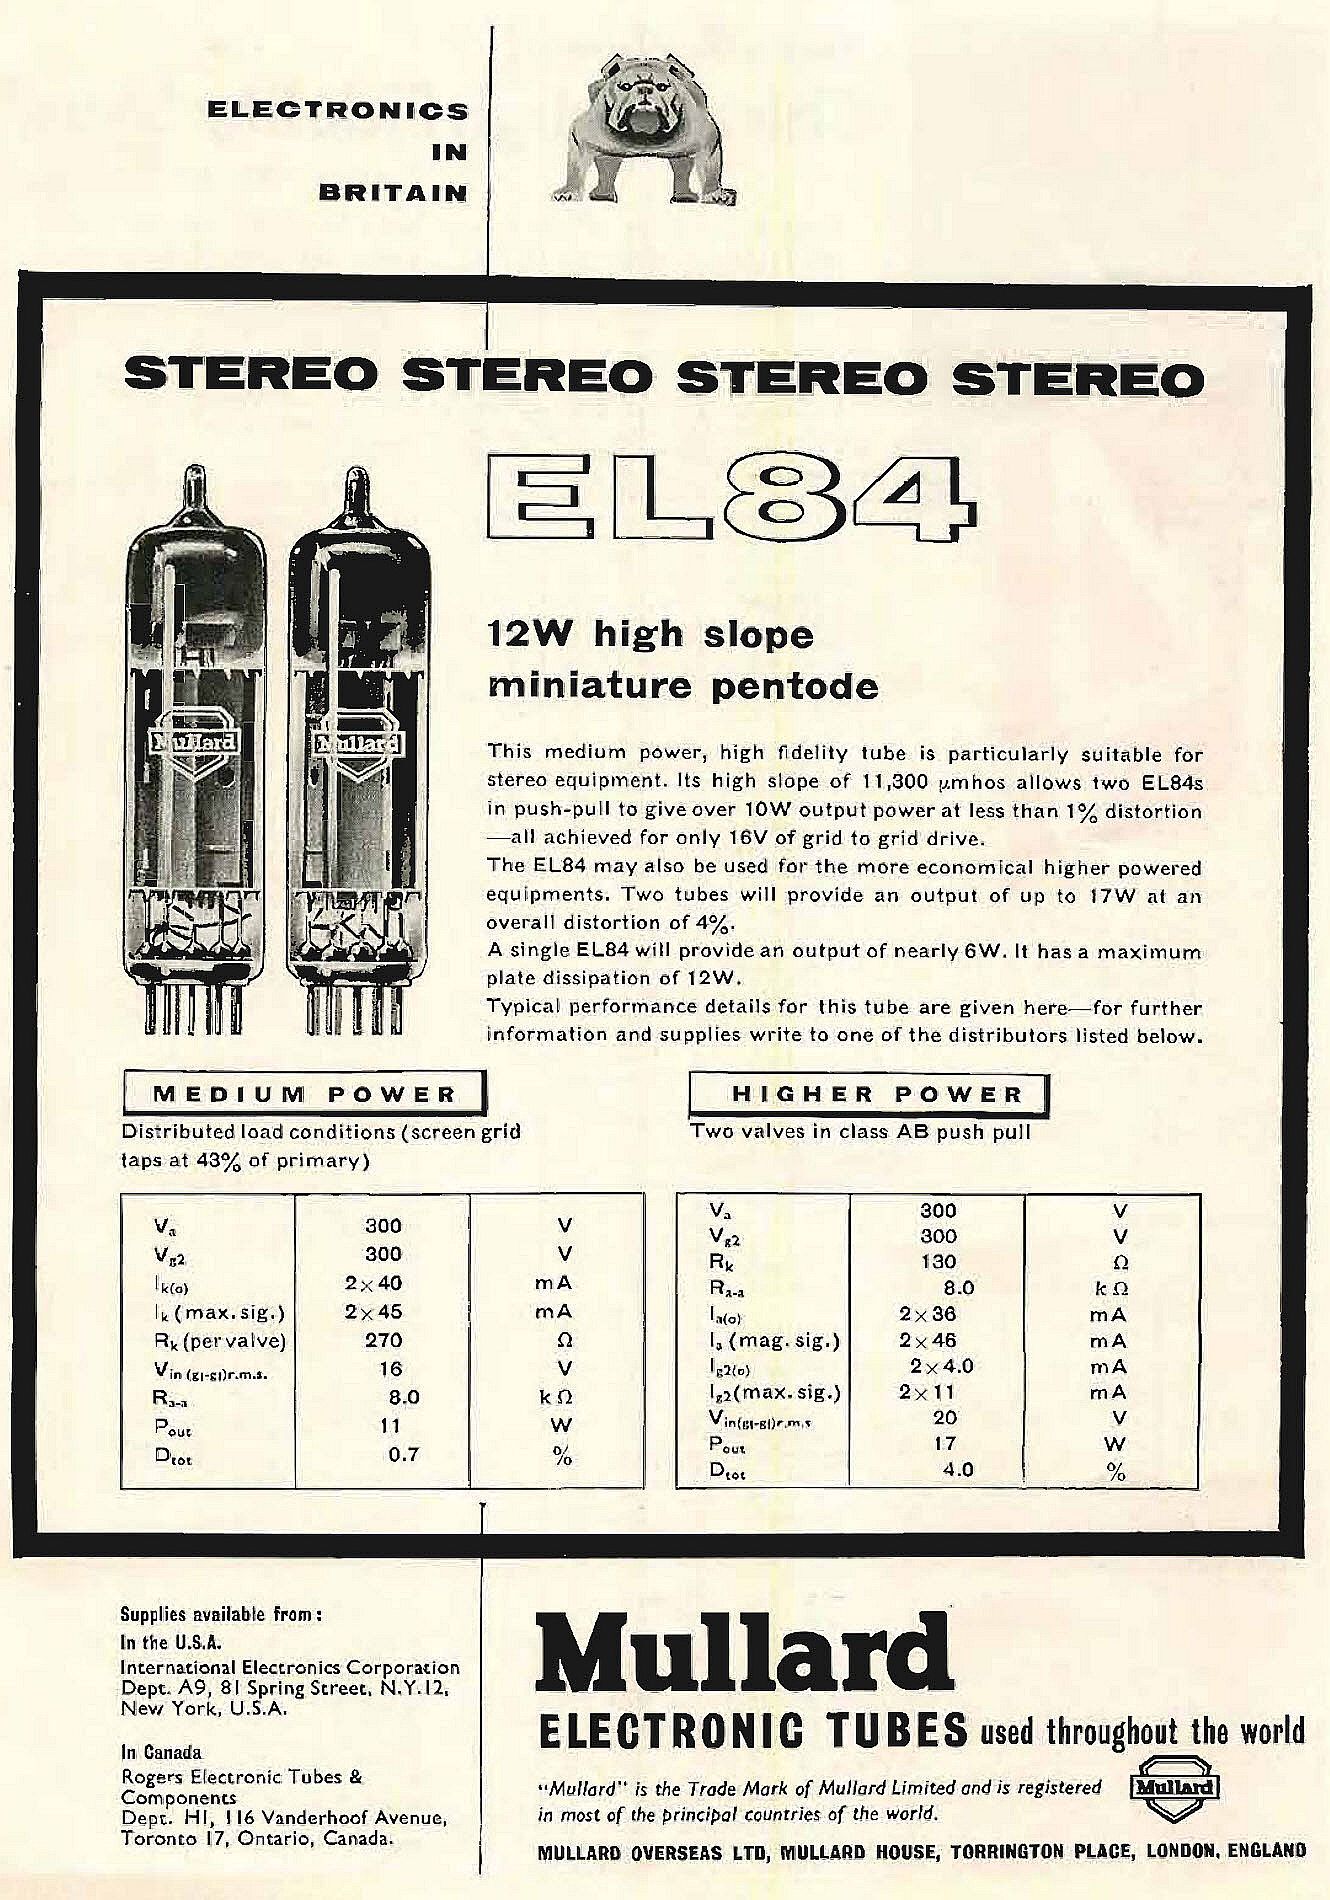 ELECTRONICS
IN
BRITAIN
STEREO STEREO STEREO STEREO
EL84
Mullard
Mullard
12W high slope
miniature pentode
This medium power, high fidelity tube is particularly suitable for
stereo equipment. Its high slope of 11,300 µmhos allows two EL84s
in push-pull to give over 10W output power at less than 1% distortion
—all achieved for only 16V of grid to grid drive.
The EL84 may also be used for the more economical higher powered
equipments. Two tubes will provide an output of up to 17W at an
overall distortion of 4%.
A single EL84 will provide an output of nearly 6W. It has a maximum
plate dissipation of 12W.
Typical performance details for this tube are given here—for further
information and supplies write to one of the distributors listed below.
MEDIUM POWER
Distributed load conditions (screen grid
taps at 43% of primary)
Va 300 V
Vg2 300 V
Ik(o) 2×40 mA
Ik (max. sig.) 2×45 mA
Rk (per valve) 270 Ω
Vin (g1-g1)r.m.s. 16 V
Ra-a 8.0 kΩ
Pout 11 W
Dtot 0.7 %
HIGHER POWER
Two valves in class AB push pull
Va 300 V
Vg2 300 V
Rk 130 Ω
Ra-a 8.0 kΩ
Ia(o) 2×36 mA
Ia (mag. sig.) 2×46 mA
Ig2(o) 2×4.0 mA
Ig2(max. sig.) 2×11 mA
Vin(g1-g1)r.m.s 20 V
Pout 17 W
Dtot 4.0 %
Supplies available from:
In the U.S.A.
International Electronics Corporation
Dept. A9, 81 Spring Street, N.Y.12,
New York, U.S.A.
In Canada
Rogers Electronic Tubes &
Components
Dept. HI, 116 Vanderhoof Avenue,
Toronto 17, Ontario, Canada.
Mullard
ELECTRONIC TUBES used throughout the world
"Mullard" is the Trade Mark of Mullard Limited and is registered
in most of the principal countries of the world.
Mullard
MULLARD OVERSEAS LTD, MULLARD HOUSE, TORRINGTON PLACE, LONDON, ENGLAND